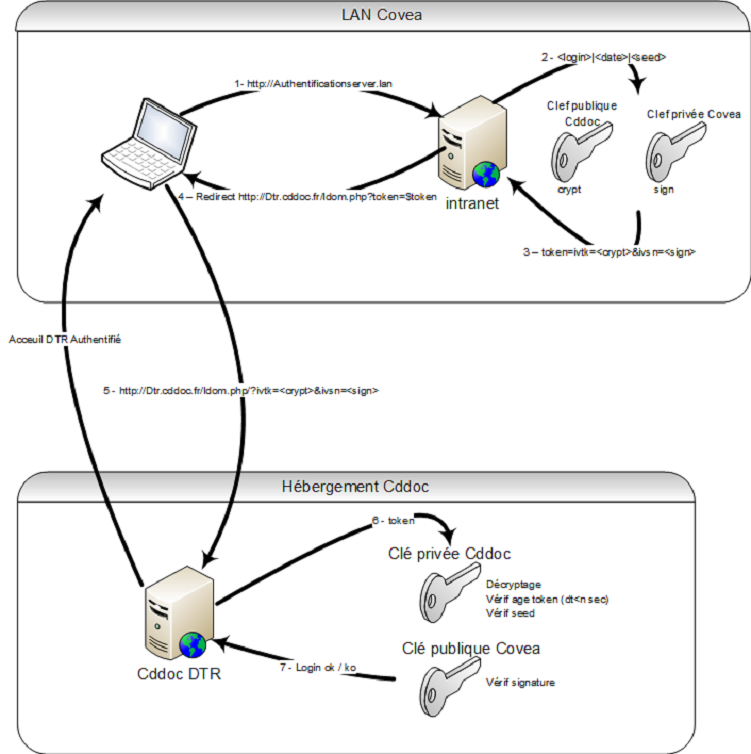 LAN Covea
2 - <login>|<date>|<seed>
1- http://Authentificationserver.lan
Clef publique
Cddoc
Clef privée Covea
crypt
sign
4 – Redirect http://Dtr.cddoc.fr/Idom.php?token=$token
intranet
3 – token=ivtk=<crypt>&ivsn=<sign>
Acceuil DTR Authentifié
5 - http://Dtr.cddoc.fr/Idom.php/?ivtk=<crypt>&ivsn=<sign>
Hébergement Cddoc
6 - token
Clé privée Cddoc
Décryptage
Vérif age token (dt<n sec)
Vérif seed
Clé publique Covea
Cddoc DTR
7 - Login ok / ko
Vérif signature